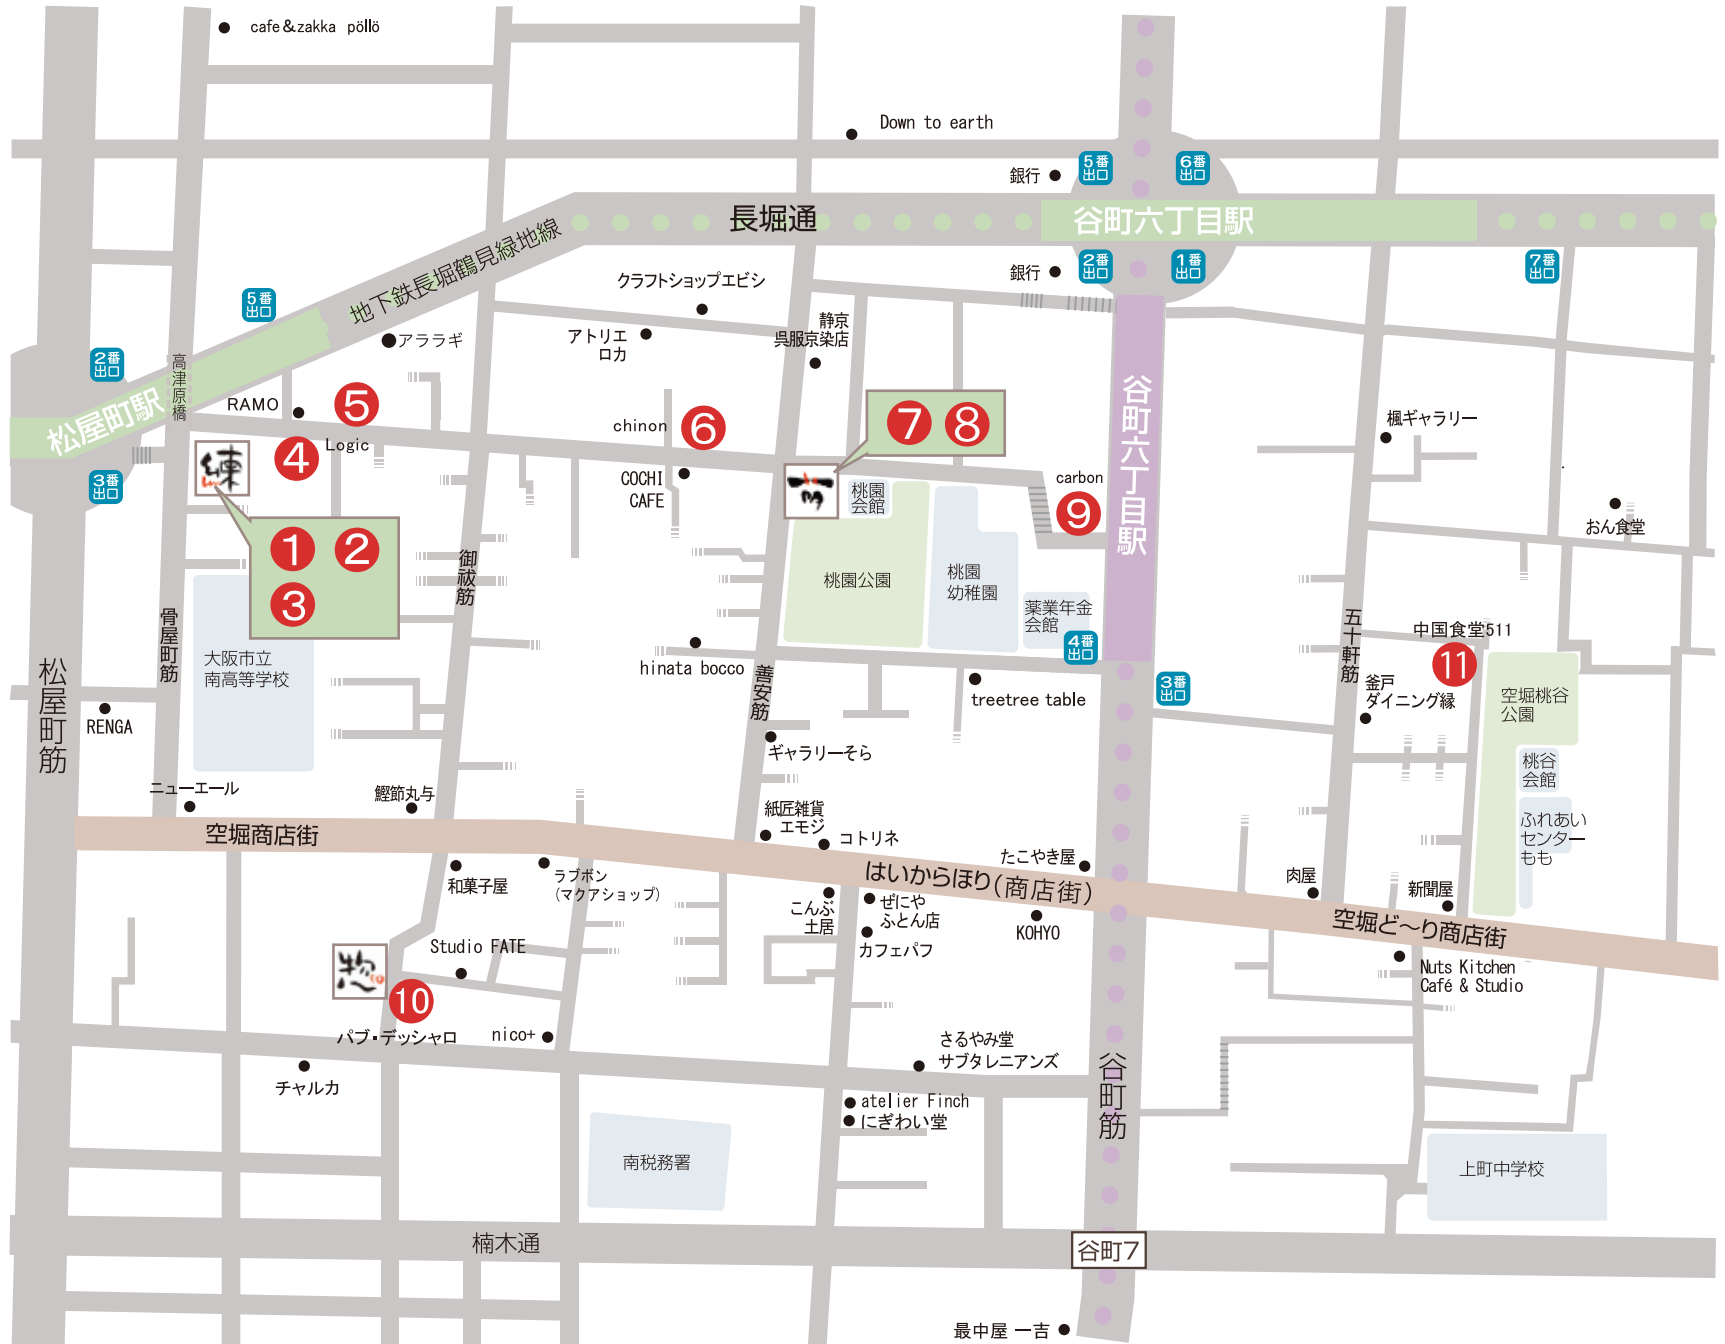 cafe&zakka pöllö
Down to earth
銀行
5番
出口
6番
出口
長堀通
谷町六丁目駅
地下鉄長堀鶴見緑地線
銀行
2番
出口
1番
出口
7番
出口
クラフトショップエビシ
5番
出口
アトリエ
ロカ
静京
呉服京染店
アララギ
2番
出口
高津原橋
松屋町駅
RAMO
5
Logic
4
chinon
6
7
8
谷町六丁目駅
楓ギャラリー
練
3番
出口
COCHI
CAFE
桃園
会館
carbon
9
おん食堂
1
2
3
御祓筋
桃園公園
桃園
幼稚園
薬業年金
会館
4番
出口
骨屋町筋
大阪市立
南高等学校
hinata bocco
善安筋
treetree table
3番
出口
五十軒筋
中国食堂511
11
釜戸
ダイニング縁
空堀桃谷
公園
松屋町筋
RENGA
ギャラリーそら
桃谷
会館
ニューエール
鰹節丸与
紙匠雑貨
エモジ
コトリネ
ふれあい
センター
もも
空堀商店街
はいからほり(商店街)
たこやき屋
和菓子屋
ラブボン
(マクアショップ)
こんぶ
土居
ぜにや
ふとん店
カフェパフ
KOHYO
肉屋
新聞屋
空堀ど〜り商店街
Studio FATE
惣
10
パブ・デッシャロ
nico+
Nuts Kitchen
Café & Studio
さるやみ堂
サブタレニアンズ
チャルカ
atelier Finch
にぎわい堂
谷町筋
南税務署
上町中学校
楠木通
谷町7
最中屋 一吉